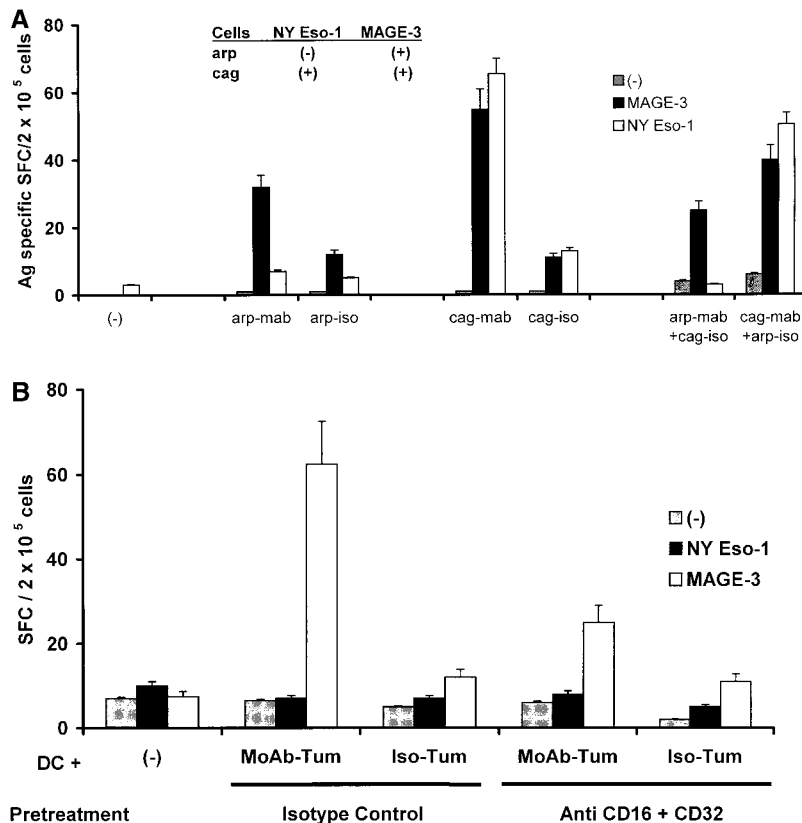 A
Cells NY Eso-1 MAGE-3
arp (-) (+)
cag (+) (+)
(-)
MAGE-3
NY Eso-1
Ag specific SFC/2 x 10 5 cells
80
60
40
20
0
(-) arp-mab arp-iso cag-mab cag-iso arp-mab +cag-iso cag-mab +arp-iso
B
SFC / 2 x 10 5 cells
80
60
40
20
0
(-)
NY Eso-1
MAGE-3
DC + (-) MoAb-Tum Iso-Tum MoAb-Tum Iso-Tum
Pretreatment Isotype Control Anti CD16 + CD32